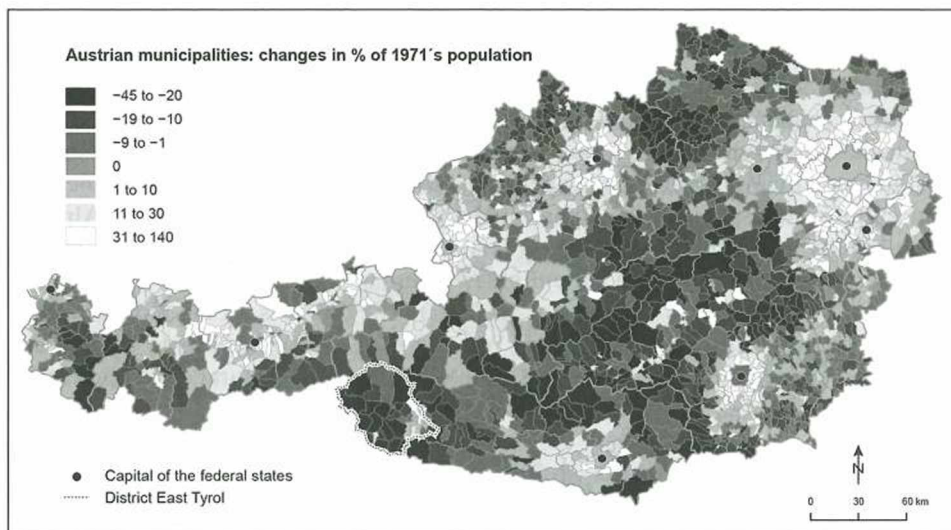 Austrian municipalities: changes in % of 1971´s population
−45 to −20
−19 to −10
−9 to −1
0
1 to 10
11 to 30
31 to 140
Capital of the federal states
District East Tyrol
N
0 30 60 km